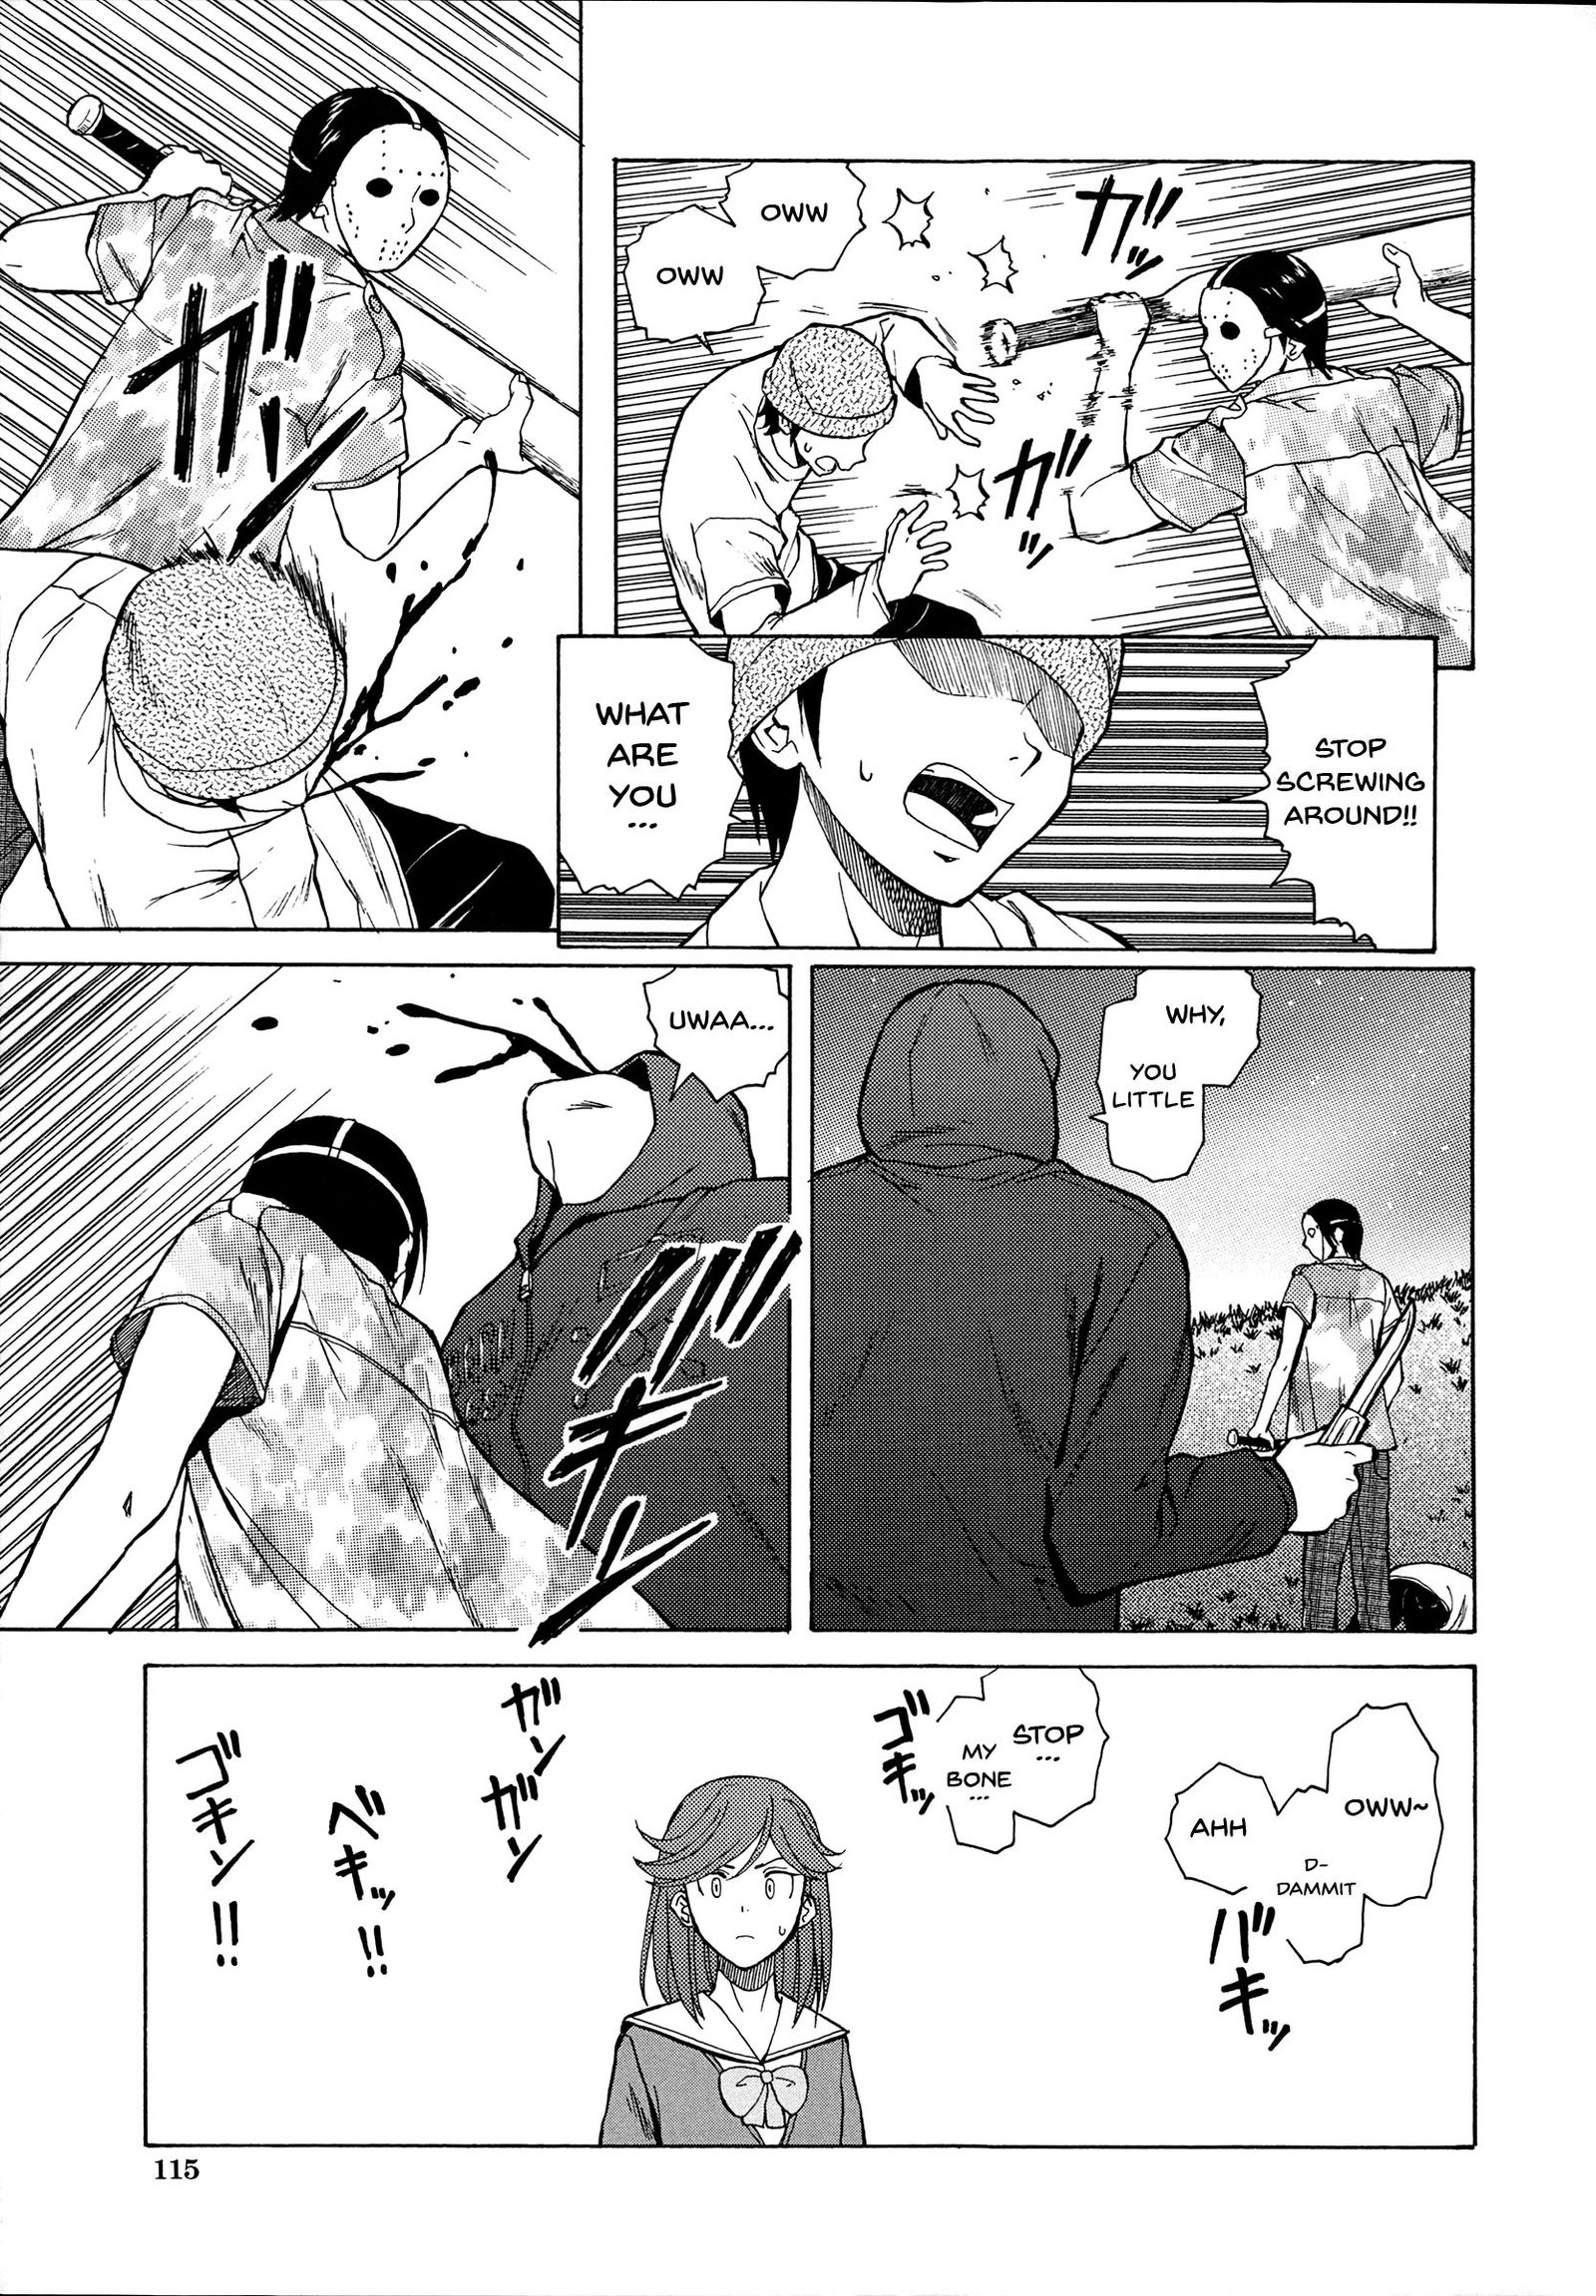 ガッ
OWW
OWW
ガッ
STOP
SCREWING
AROUND!!
WHAT
ARE
YOU
...
ガッ
WHY,
YOU
LITTLE
UWAA...
バキン
OWW~
AHH
D-
DAMMIT
バキッ
STOP
...
MY
BONE
...
ゴキッ
ガン
ガン
ベキッ!!
ゴキン!!
115